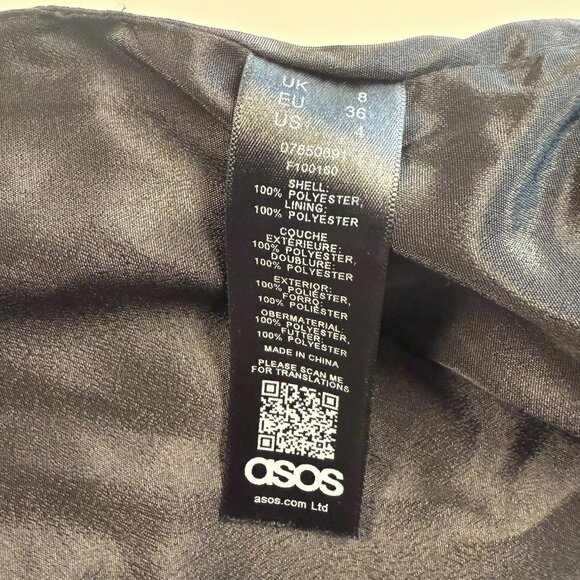 UK 8
EU 36
US 4
07650691
F100160
SHELL:
100% POLYESTER,
LINING:
100% POLYESTER
COUCHE
EXTÉRIEURE:
100% POLYESTER,
DOUBLURE:
100% POLYESTER
EXTERIOR:
100% POLIÉSTER,
FORRO:
100% POLIÉSTER
OBERMATERIAL:
100% POLYESTER,
FUTTER:
100% POLYESTER
MADE IN CHINA
PLEASE SCAN ME
FOR TRANSLATIONS
asos
asos.com Ltd